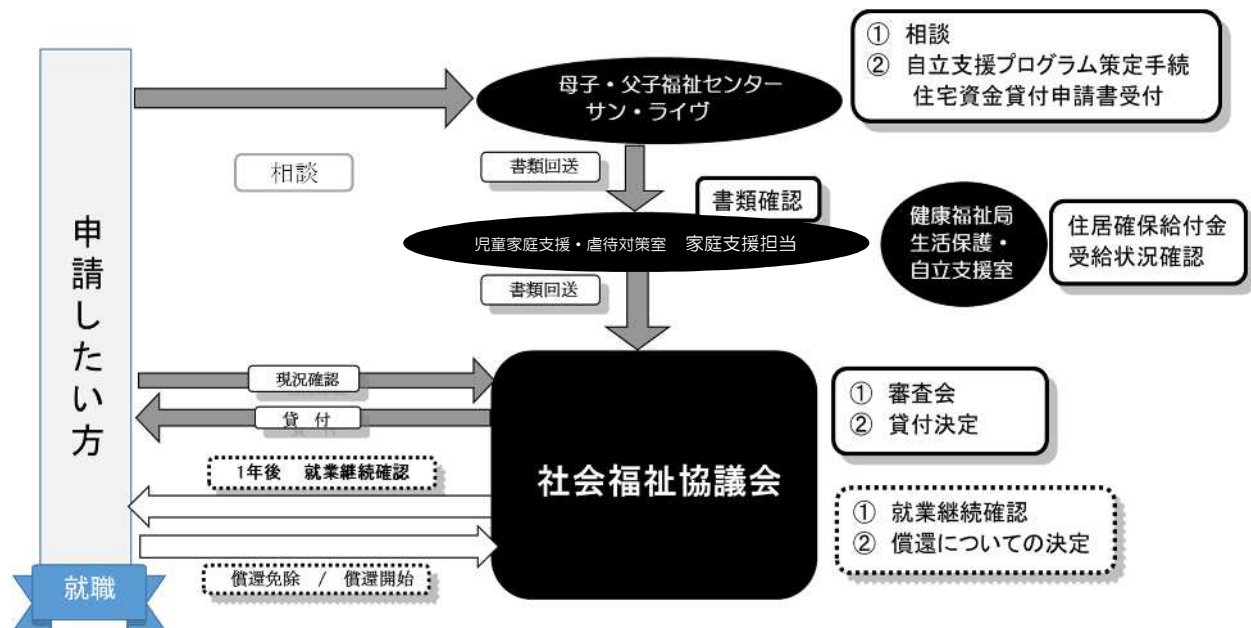 ① 相談
② 自立支援プログラム策定手続
住宅資金貸付申請書受付
母子・父子福祉センター
サン・ライヴ
相談
書類回送
書類確認
児童家庭支援・虐待対策室 家庭支援担当
健康福祉局
生活保護・
自立支援室
住居確保給付金
受給状況確認
書類回送
申請したい方
現況確認
貸 付
① 審査会
② 貸付決定
1年後 就業継続確認
社会福祉協議会
① 就業継続確認
② 償還についての決定
償還免除 / 償還開始
就職